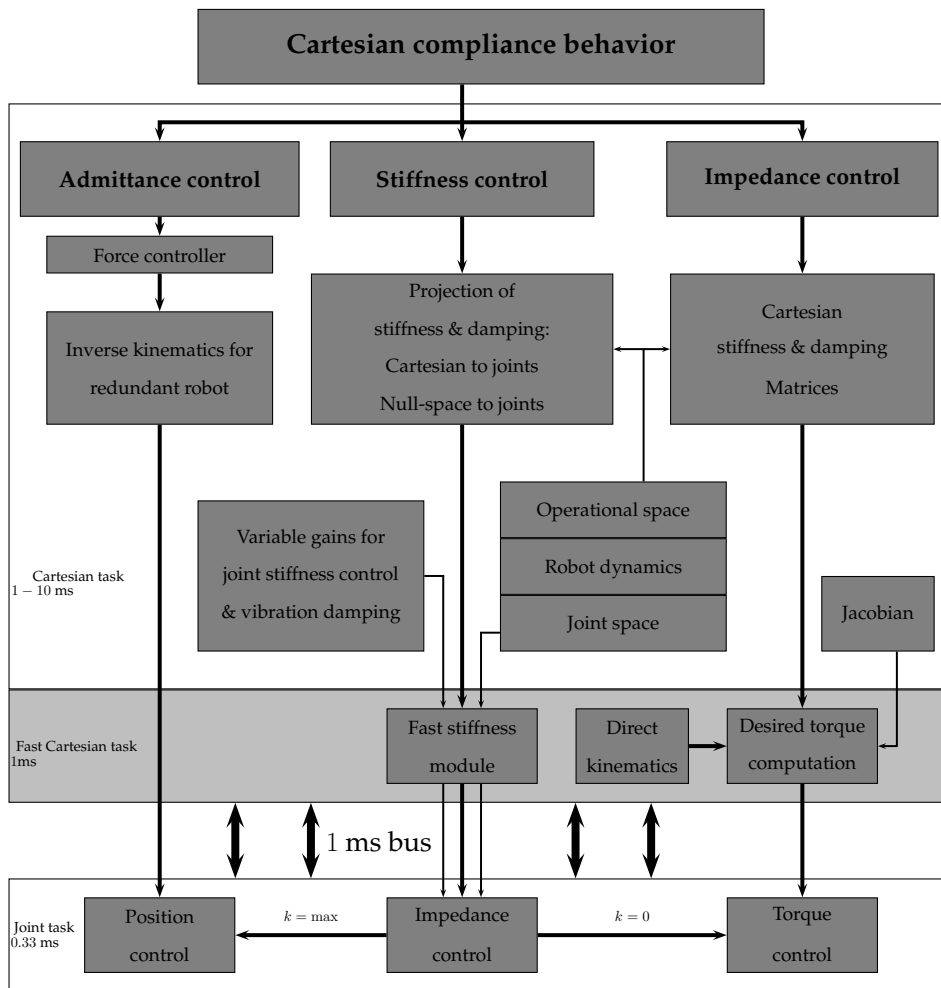 Cartesian compliance behavior
Admittance control
Stiffness control
Impedance control
Force controller
Inverse kinematics for
redundant robot
Projection of
stiffness & damping:
Cartesian to joints
Null-space to joints
Cartesian
stiffness & damping
Matrices
Variable gains for
joint stiffness control
& vibration damping
Operational space
Robot dynamics
Joint space
Jacobian
Cartesian task
1 – 10 ms
Fast Cartesian task
1ms
Fast stiffness
module
Direct
kinematics
Desired torque
computation
1 ms bus
Joint task
0.33 ms
Position
control
k = max
Impedance
control
k = 0
Torque
control